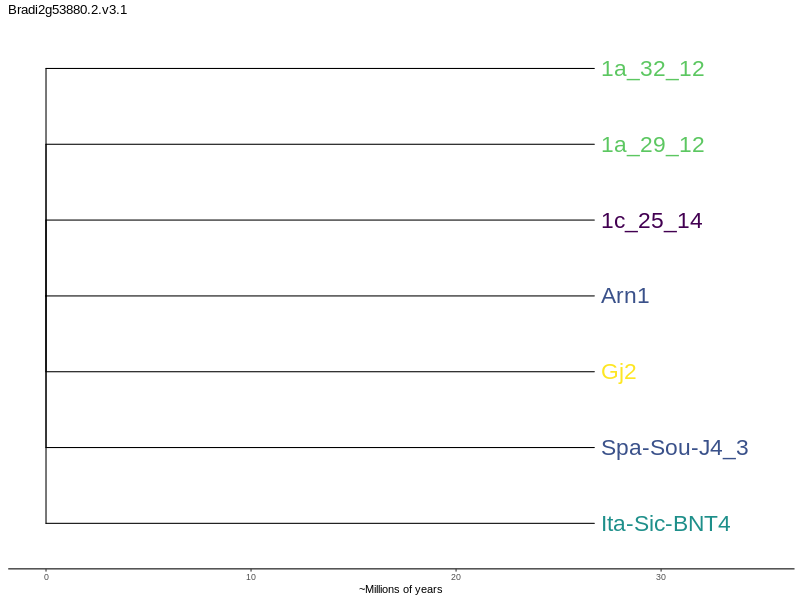 Bradi2g53880.2.v3.1
1a_32_12
1a_29_12
1c_25_14
Arn1
Gj2
Spa-Sou-J4_3
Ita-Sic-BNT4
0 10 20 30
~Millions of years